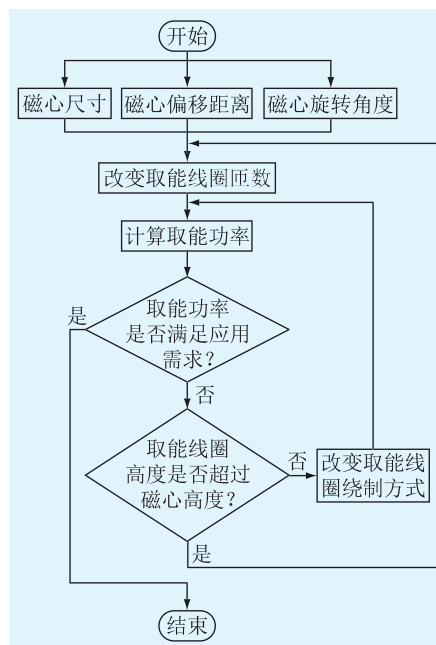 开始
磁心尺寸
磁心偏移距离
磁心旋转角度
改变取能线圈匝数
计算取能功率
取能功率
是否满足应用
需求?
是
否
取能线圈
高度是否超过
磁心高度?
否
改变取能线
圈绕制方式
是
结束